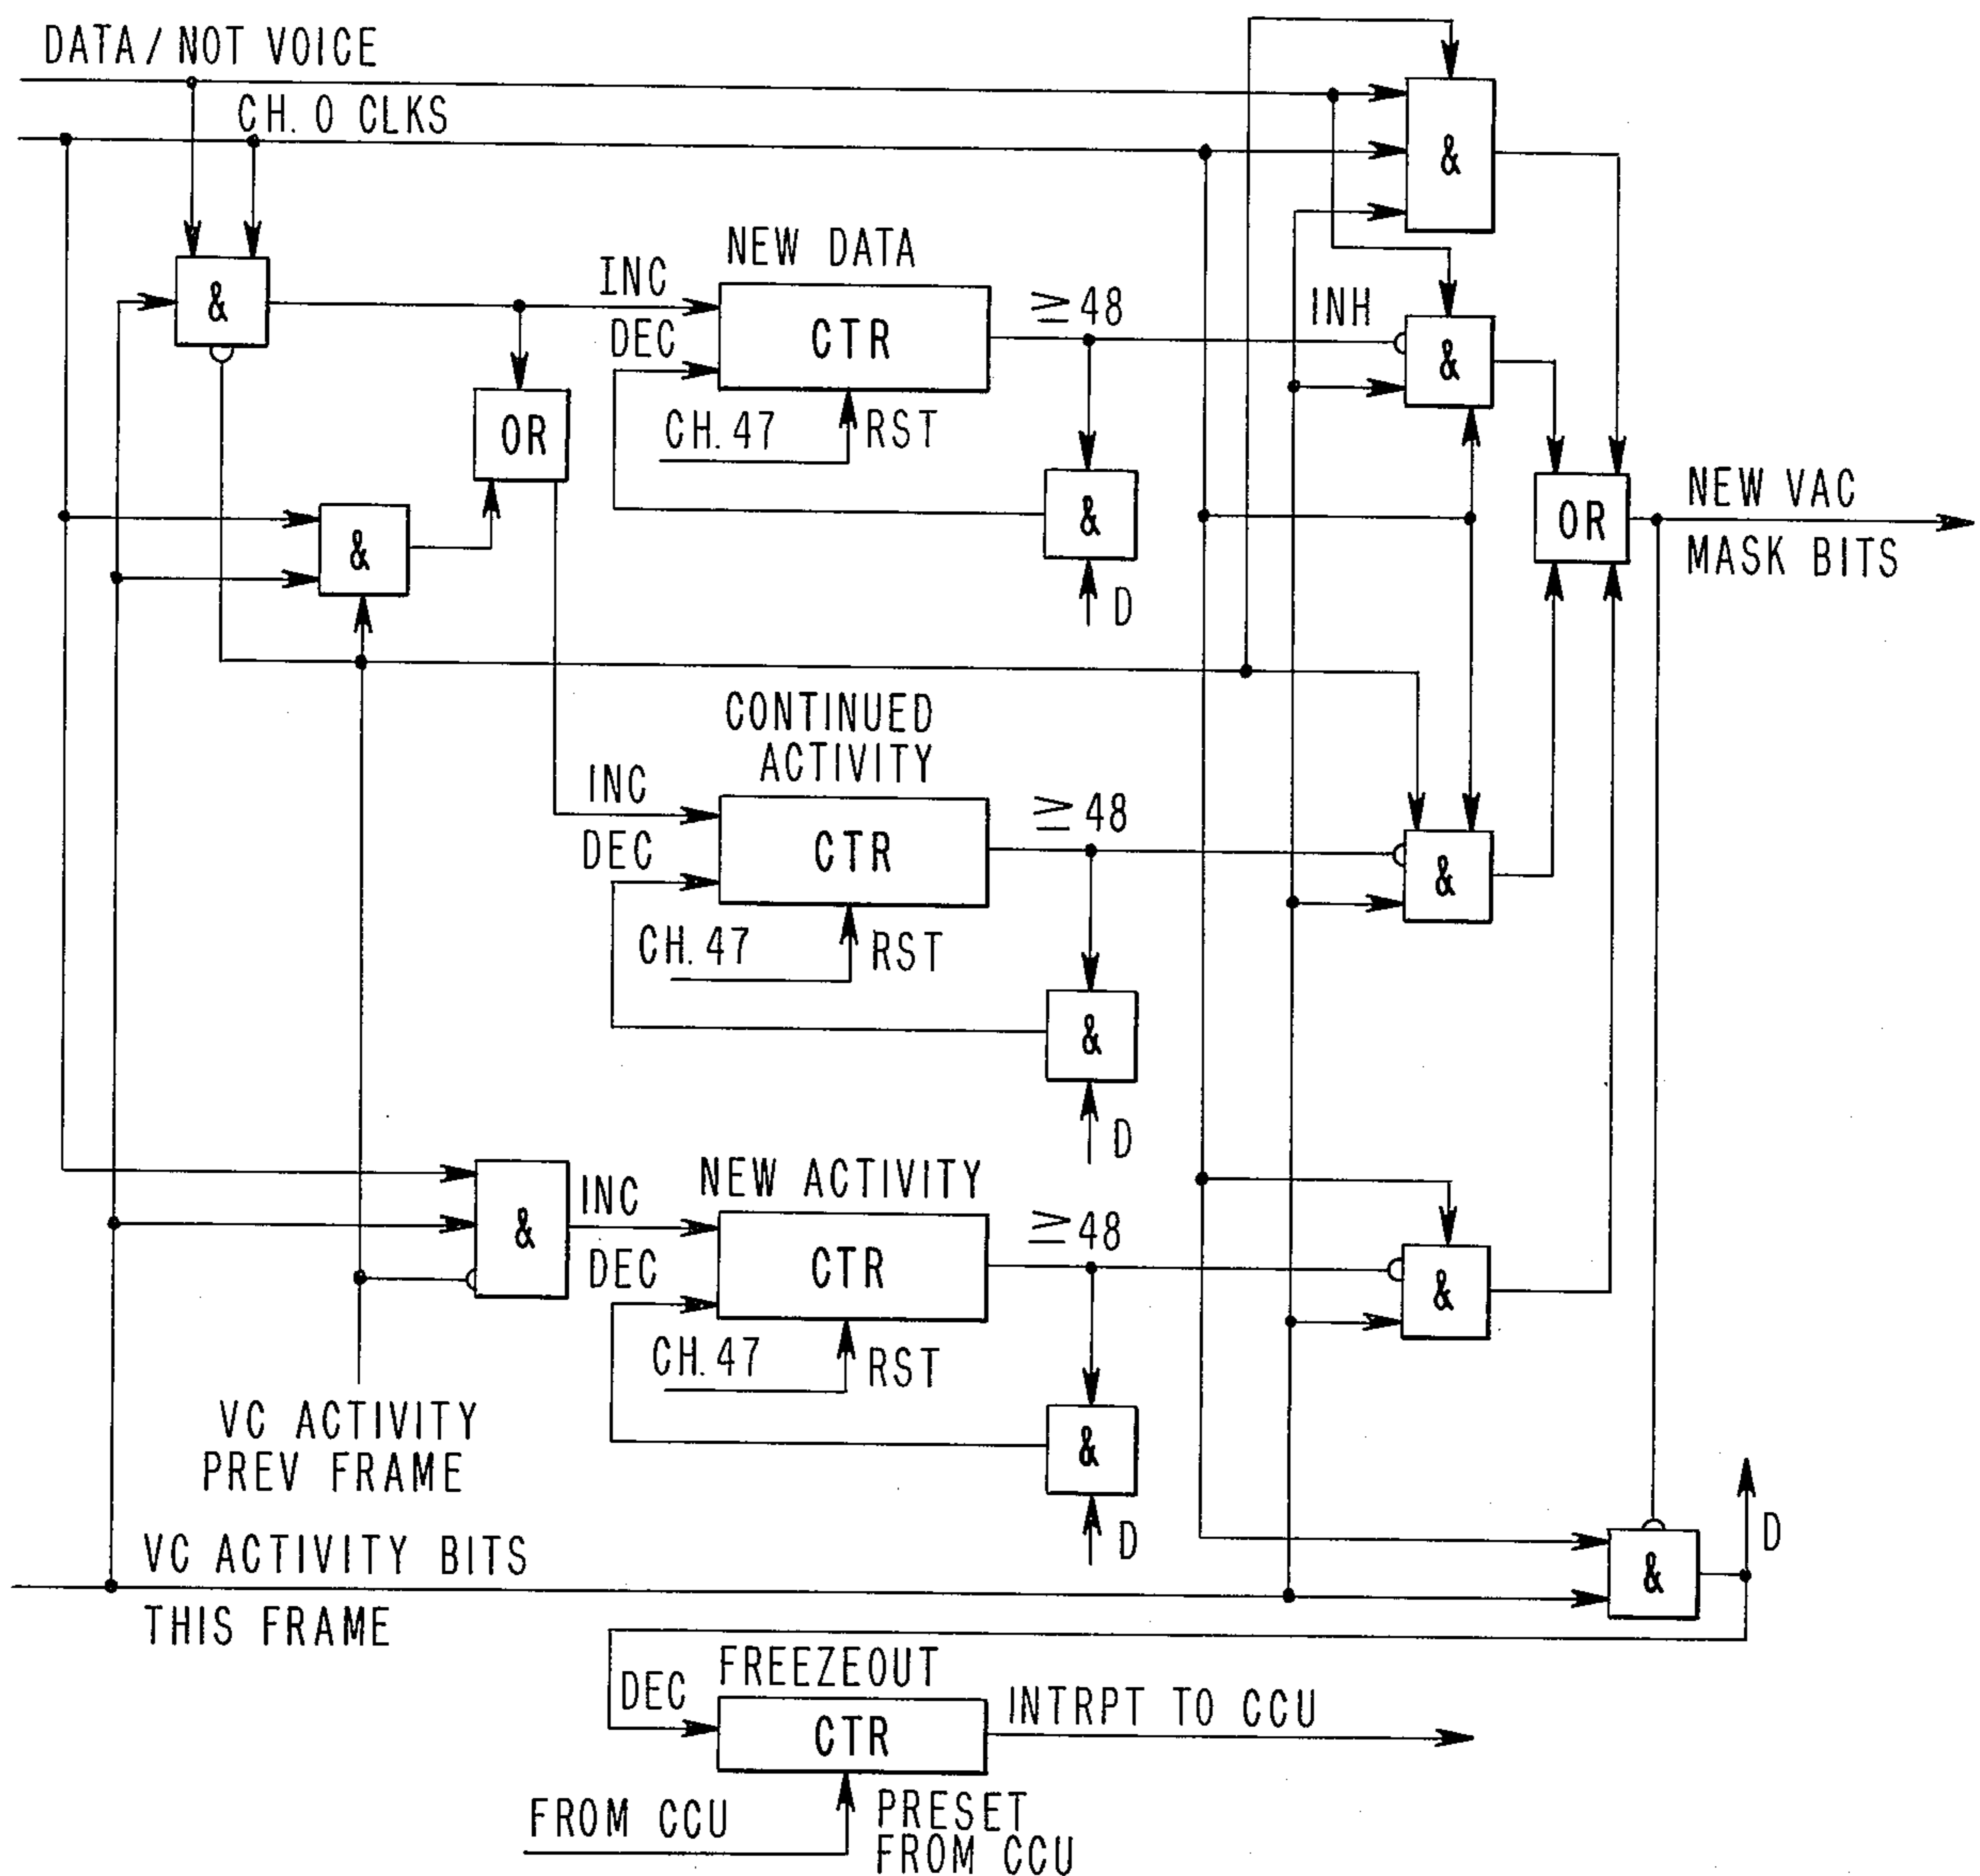 DATA / NOT VOICE
CH. 0 CLKS
&
&
NEW DATA
INC
DEC
CTR
≥ 48
INH
&
OR
CH. 47
RST
&
&
D
OR
NEW VAC
MASK BITS
CONTINUED
ACTIVITY
INC
DEC
CTR
≥ 48
&
CH. 47
RST
&
D
NEW ACTIVITY
INC
DEC
&
CTR
≥ 48
&
CH. 47
RST
&
D
VC ACTIVITY
PREV FRAME
VC ACTIVITY BITS
THIS FRAME
&
D
FREEZEOUT
DEC
CTR
INTRPT TO CCU
FROM CCU
PRESET
FROM CCU